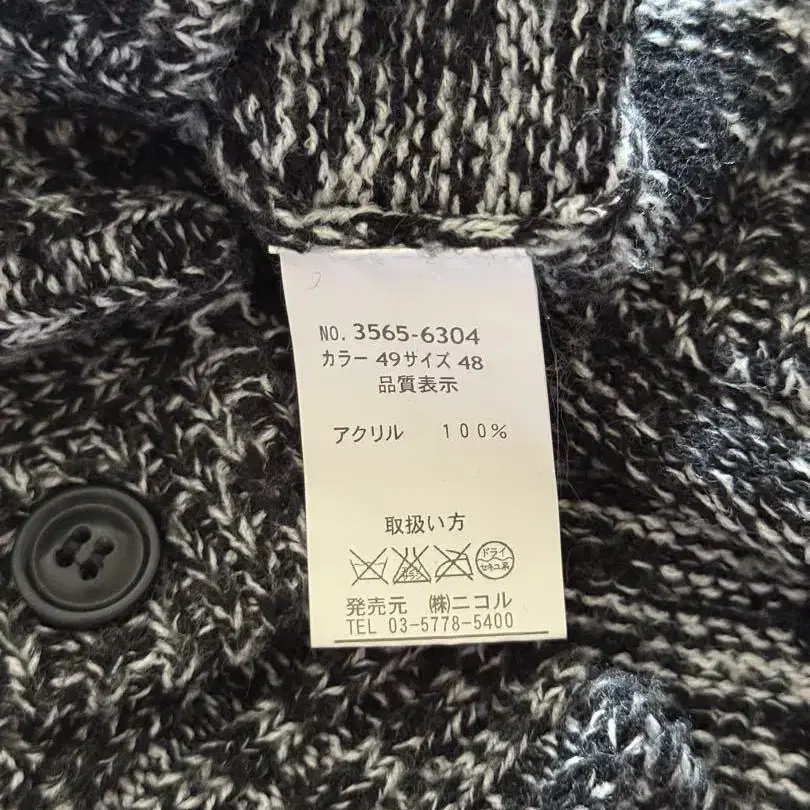 NO. 3565-6304
カラー 49サイズ 48
品質表示
アクリル 100%
取扱い方
ドライ
セキユ系
発売元 ㈱ニコル
TEL 03-5778-5400